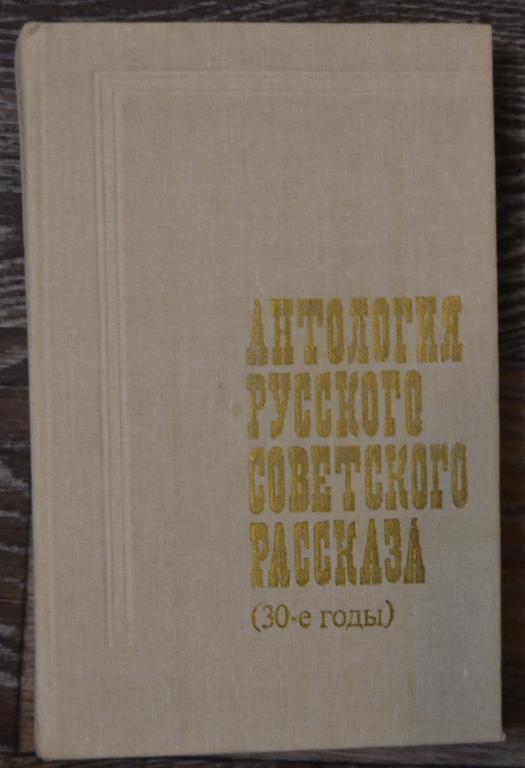 АНТОЛОГИЯ
РУССКОГО
СОВЕТСКОГО
РАССКАЗА
(30-е годы)